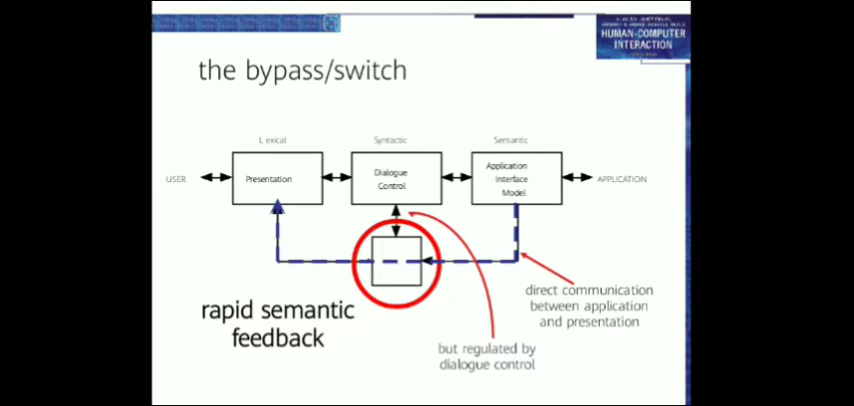 HUMAN-COMPUTER
INTERACTION
the bypass/switch
Lexical
Syntactic
Semantic
USER
Presentation
Dialogue
Control
Application
Interface
Model
APPLICATION
rapid semantic
feedback
but regulated by
dialogue control
direct communication
between application
and presentation